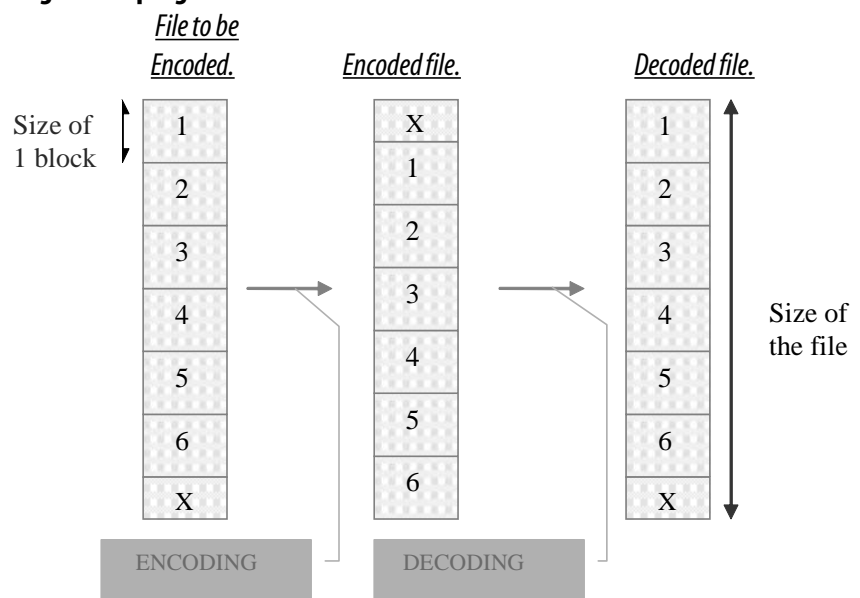 File to be
Encoded.
Encoded file.
Decoded file.
Size of
1 block
1
2
3
4
5
6
X
X
1
2
3
4
5
6
1
2
3
4
5
6
X
Size of
the file
ENCODING
DECODING